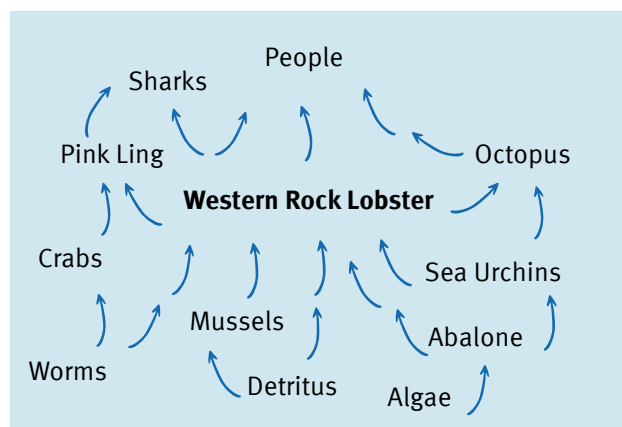 People
Sharks
Pink Ling
Octopus
Western Rock Lobster
Crabs
Sea Urchins
Mussels
Abalone
Worms
Detritus
Algae